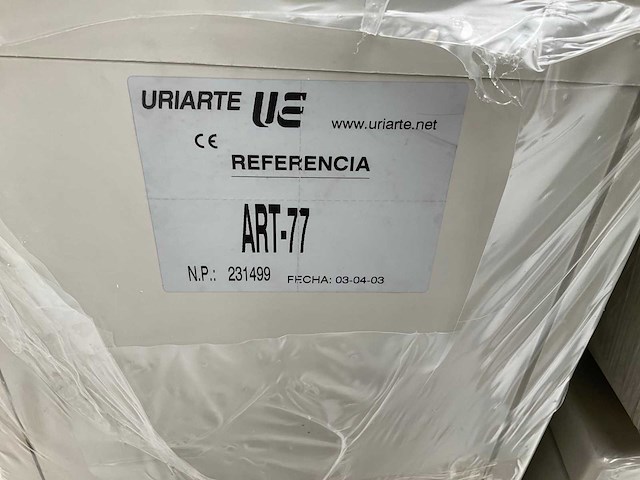 URIARTE UE www.uriarte.net
CE
REFERENCIA
ART-77
N.P.: 231499 FECHA: 03-04-03